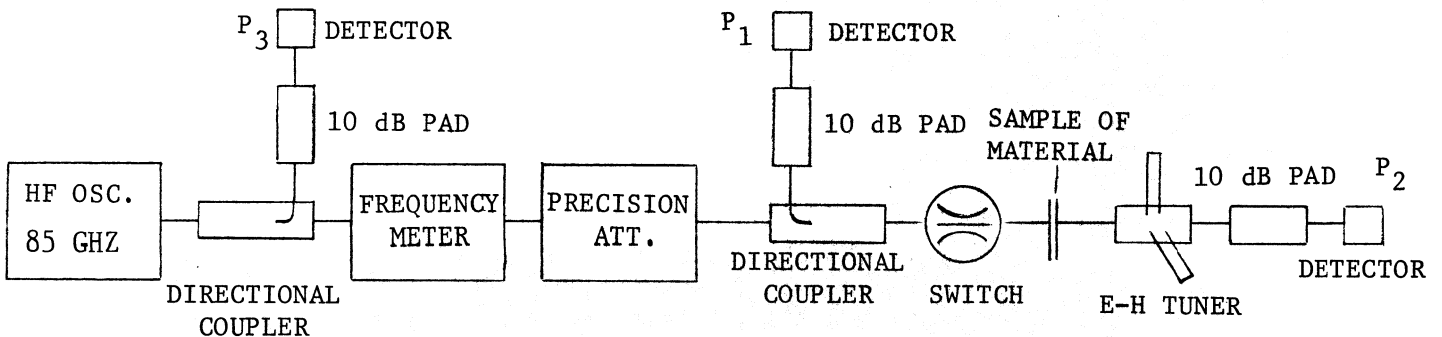 P3 DETECTOR
10 dB PAD
HF OSC.
85 GHZ
DIRECTIONAL
COUPLER
FREQUENCY
METER
PRECISION
ATT.
P1 DETECTOR
10 dB PAD
DIRECTIONAL
COUPLER
SWITCH
SAMPLE OF
MATERIAL
E-H TUNER
10 dB PAD
P2
DETECTOR